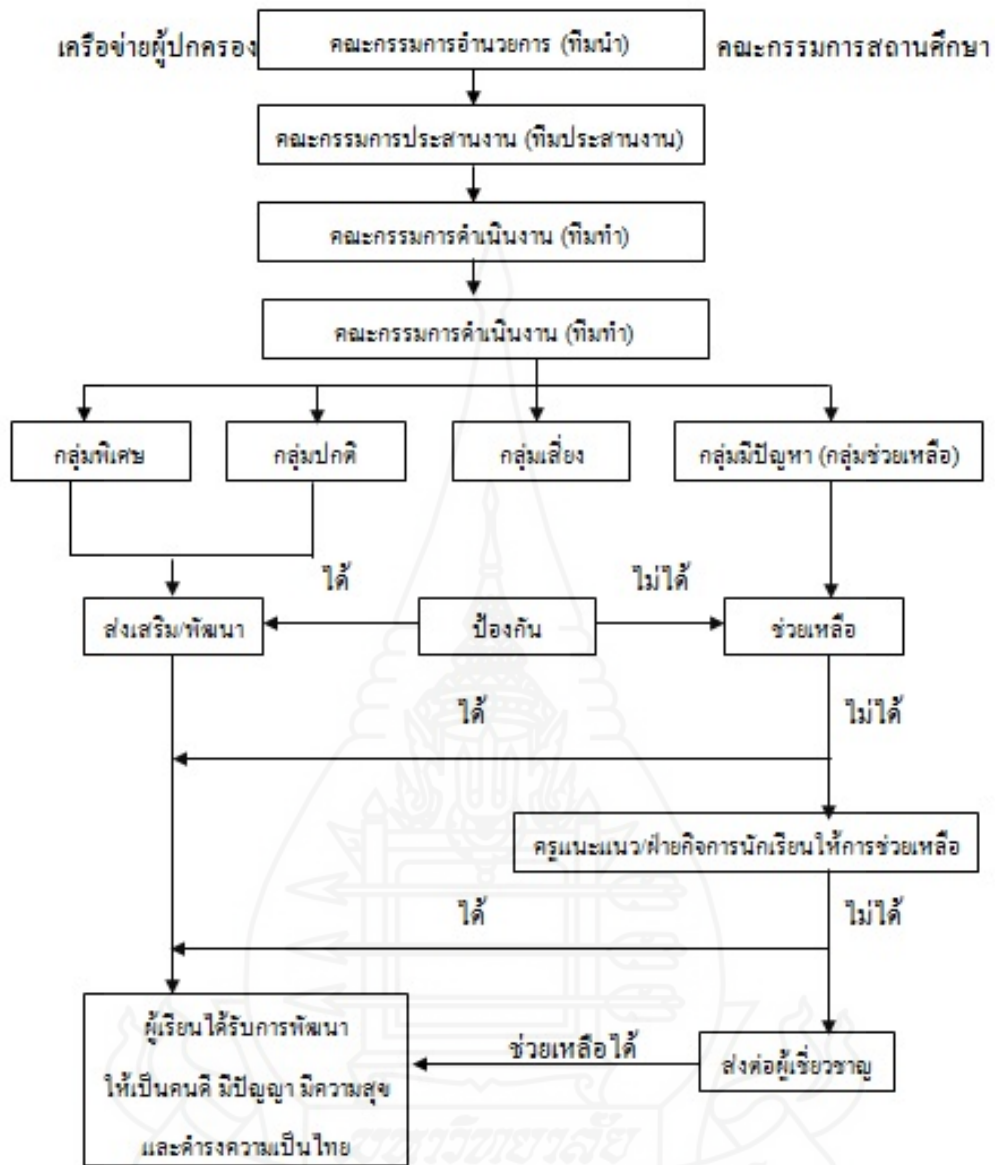 เครือข่ายผู้ปกครอง คณะกรรมการอำนวยการ (ทีมนำ) คณะกรรมการสถานศึกษา
คณะกรรมการประสานงาน (ทีมประสานงาน)
คณะกรรมการดำเนินงาน (ทีมทำ)
คณะกรรมการดำเนินงาน (ทีมทำ)
กลุ่มพิเศษ กลุ่มปกติ กลุ่มเสี่ยง กลุ่มมีปัญหา (กลุ่มช่วยเหลือ)
ได้ ไม่ได้
ส่งเสริม/พัฒนา ป้องกัน ช่วยเหลือ
ได้ ไม่ได้
ครูแนะแนว/ฝ่ายกิจการนักเรียนให้การช่วยเหลือ
ได้ ไม่ได้
ผู้เรียนได้รับการพัฒนา
ให้เป็นคนดี มีปัญญา มีความสุข
และดำรงความเป็นไทย
ช่วยเหลือได้
ส่งต่อผู้เชี่ยวชาญ
มหาวิทยาลัย